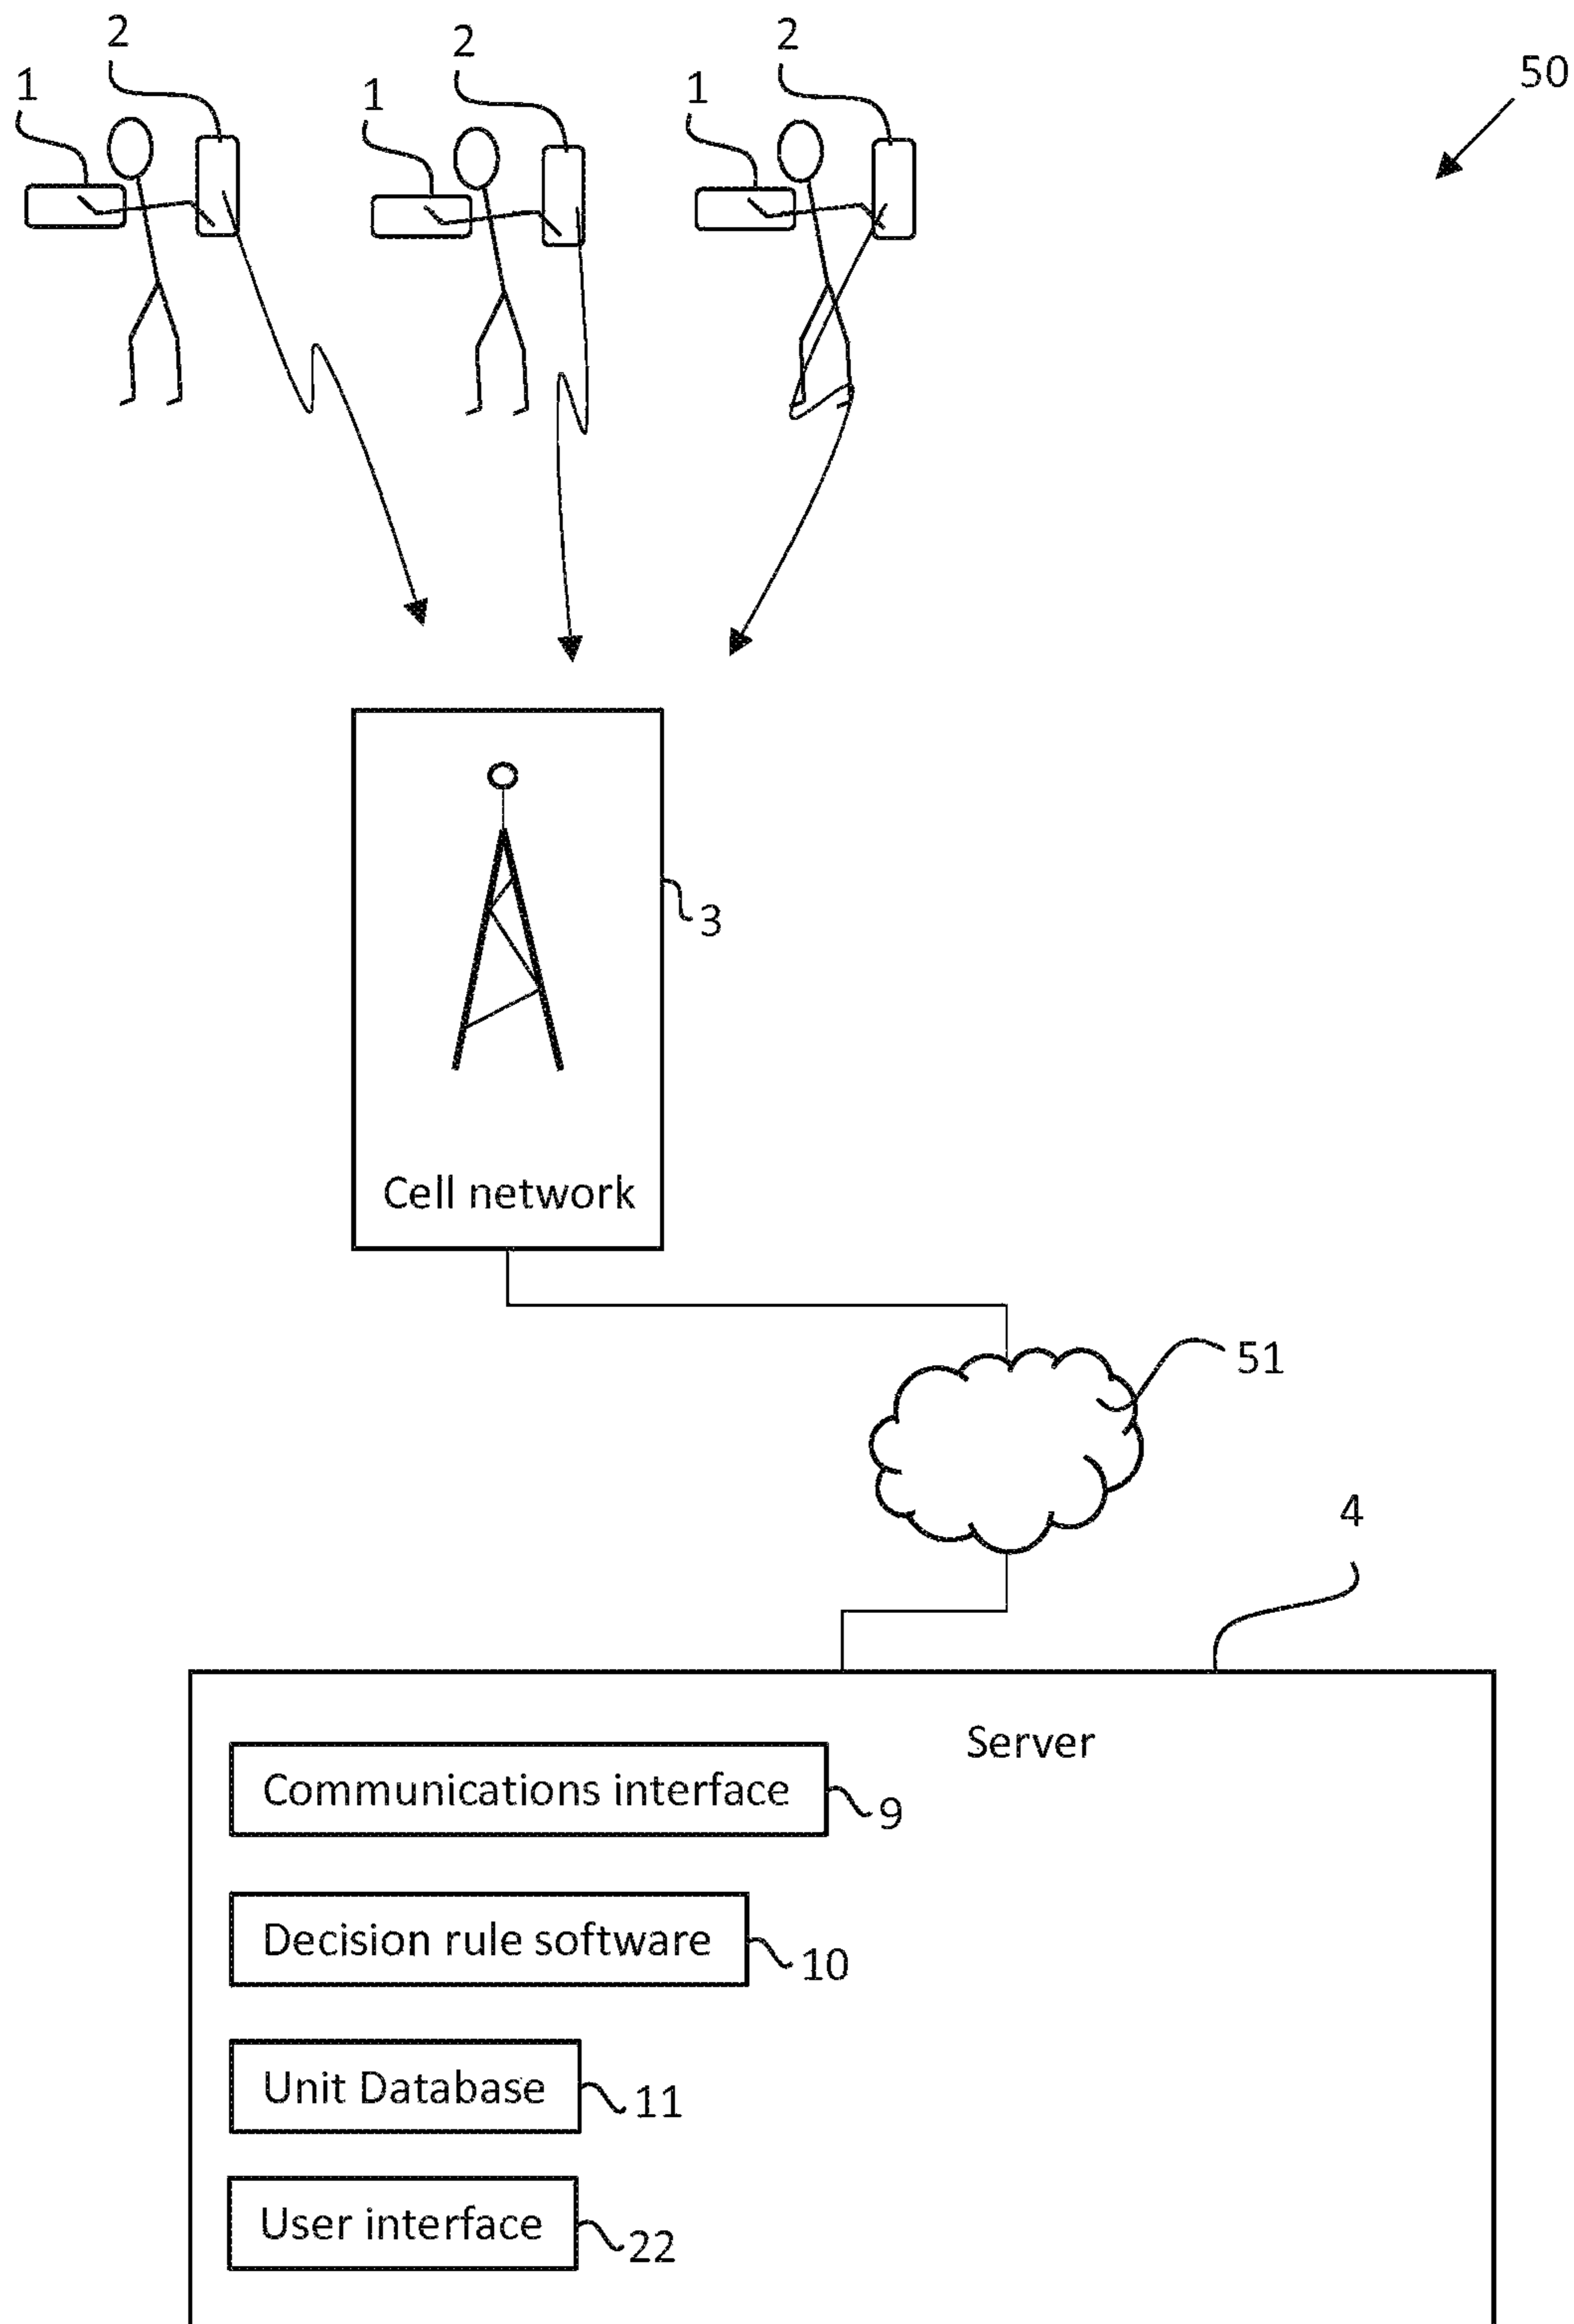 2
2
2
50
1
1
1
3
Cell network
51
4
Server
Communications interface
9
Decision rule software
10
Unit Database
11
User interface
22